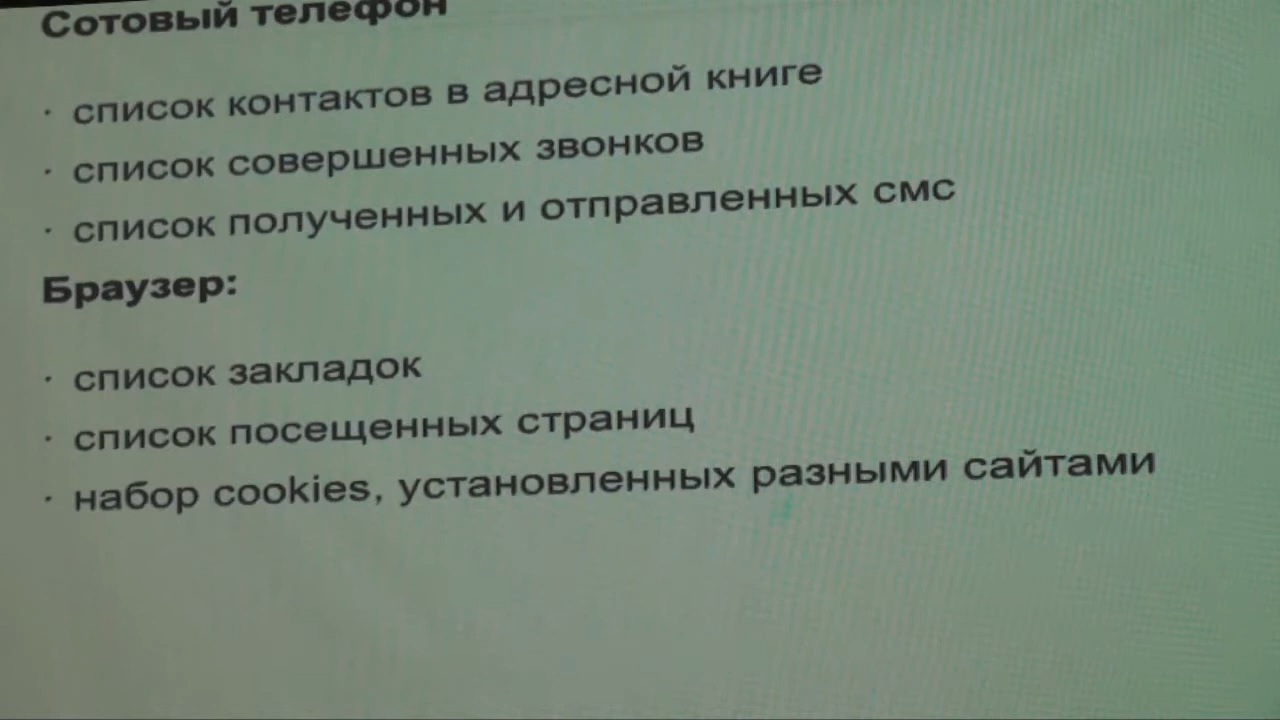 Сотовый телефон
· список контактов в адресной книге
· список совершенных звонков
· список полученных и отправленных смс
Браузер:
· список закладок
· список посещенных страниц
· набор cookies, установленных разными сайтами